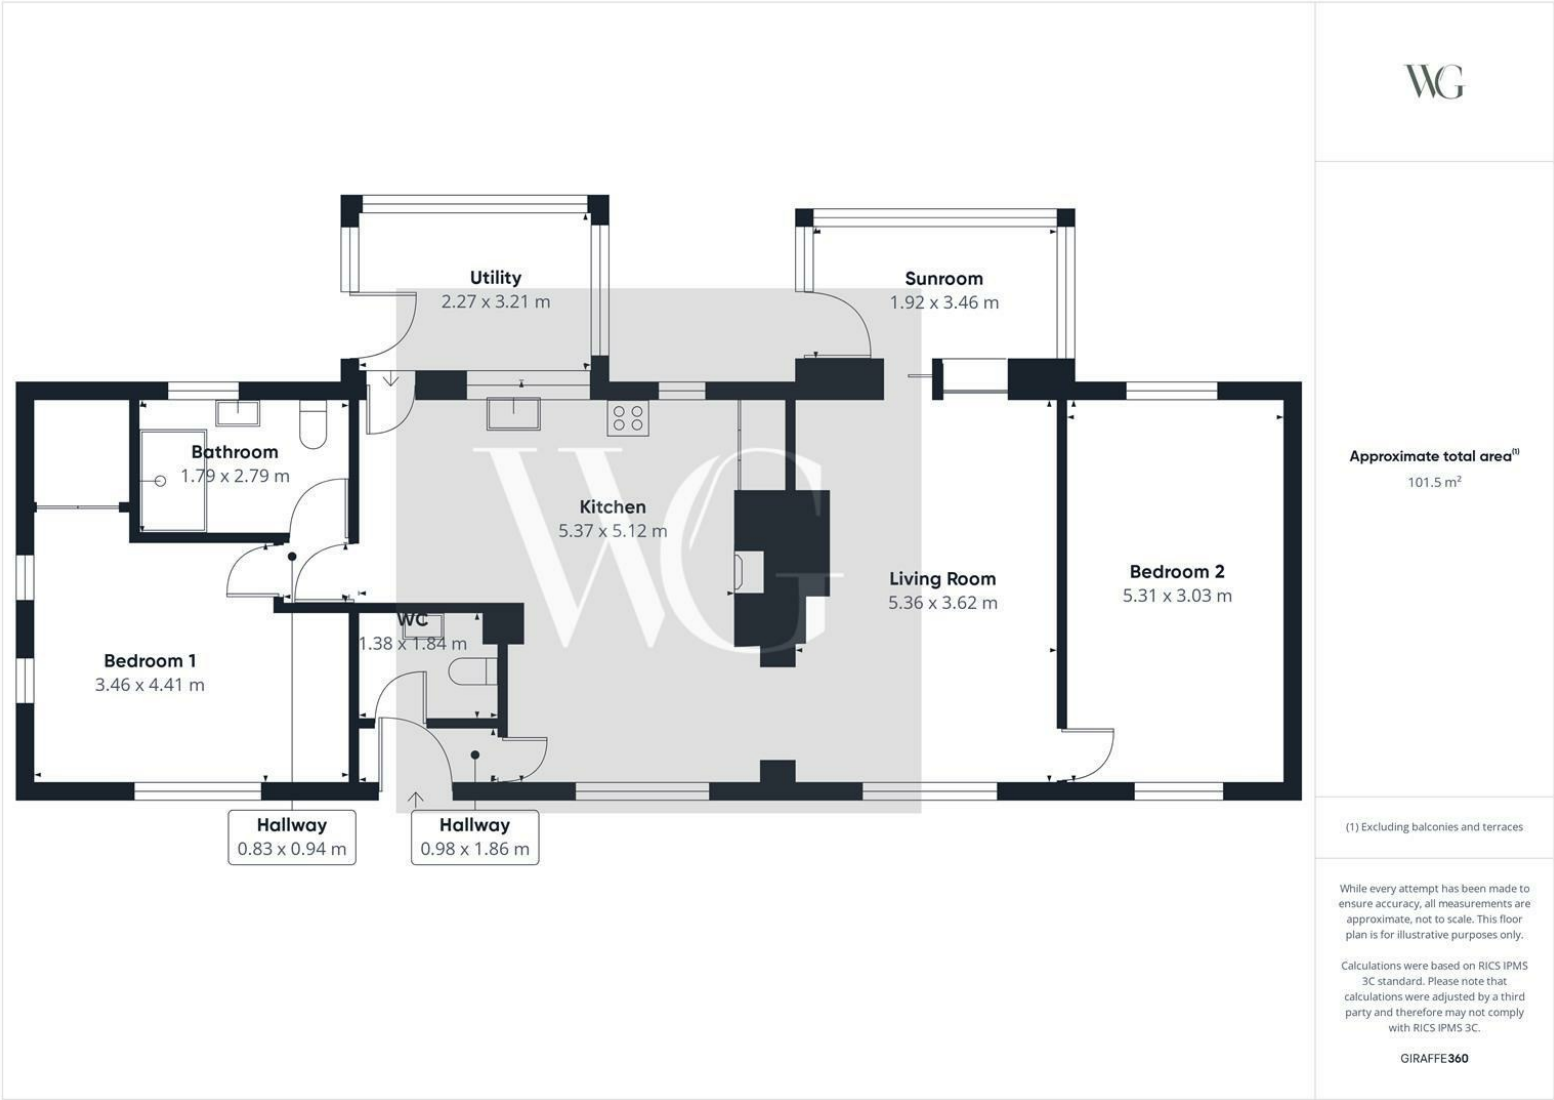 WG
Utility
2.27 x 3.21 m
Sunroom
1.92 x 3.46 m
Bathroom
1.79 x 2.79 m
Kitchen
5.37 x 5.12 m
WG
Living Room
5.36 x 3.62 m
Bedroom 2
5.31 x 3.03 m
WC
1.38 x 1.84 m
Bedroom 1
3.46 x 4.41 m
Hallway
0.83 x 0.94 m
Hallway
0.98 x 1.86 m
Approximate total area(1)
101.5 m²
(1) Excluding balconies and terraces
While every attempt has been made to
ensure accuracy, all measurements are
approximate, not to scale. This floor
plan is for illustrative purposes only.
Calculations were based on RICS IPMS
3C standard. Please note that
calculations were adjusted by a third
party and therefore may not comply
with RICS IPMS 3C.
GIRAFFE360